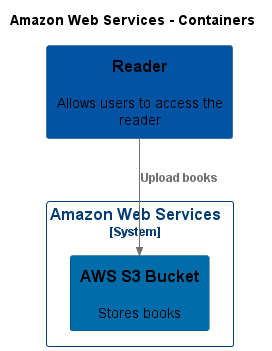 Amazon Web Services - Containers
Reader
Allows users to access the
reader
Upload books
Amazon Web Services
[System]
AWS S3 Bucket
Stores books